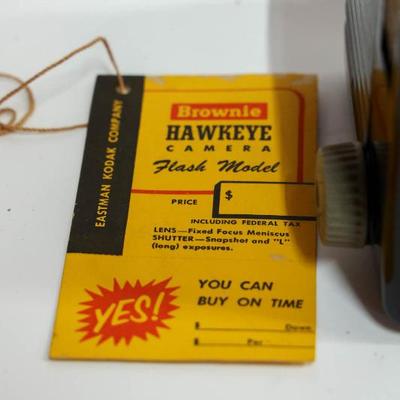 EASTMAN KODAK COMPANY
Brownie
HAWKEYE
CAMERA
Flash Model
PRICE $
INCLUDING FEDERAL TAX
LENS—Fixed Focus Meniscus
SHUTTER—Snapshot and "L"
(long) exposures.
YES!
YOU CAN
BUY ON TIME
$ Down
$ Per